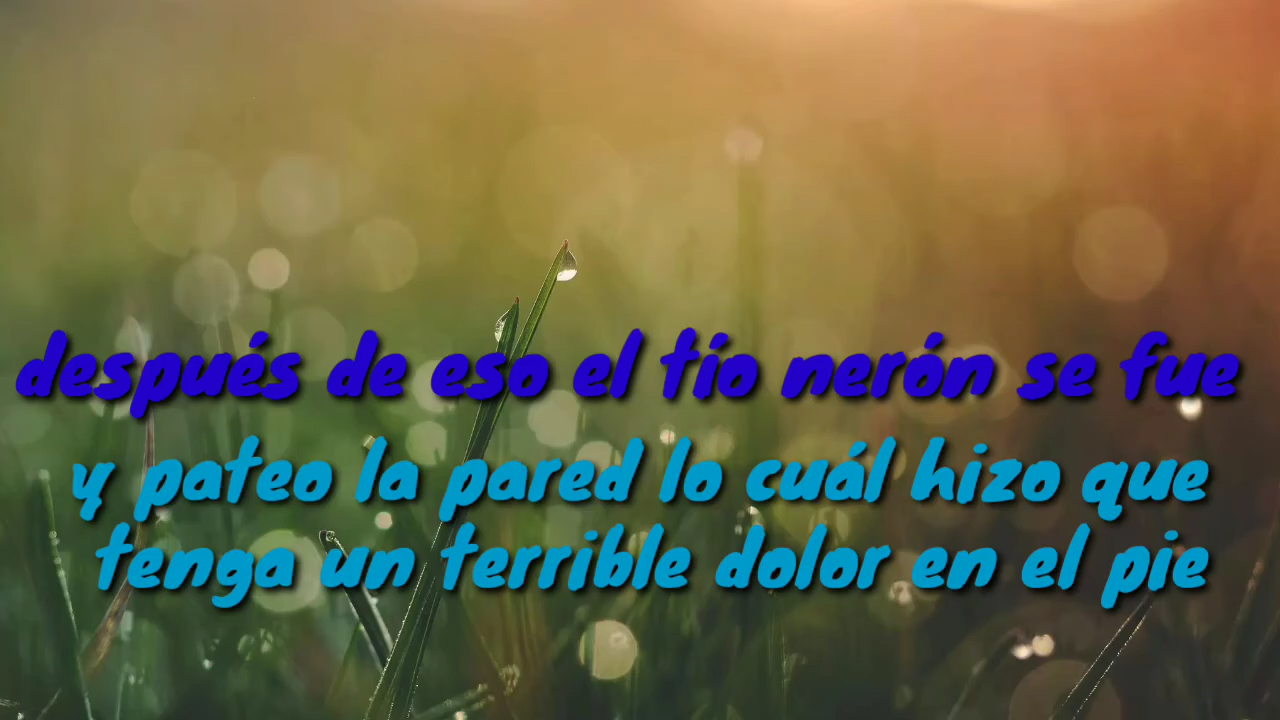 después de eso el tío nerón se fue
y pateo la pared lo cuál hizo que
tenga un terrible dolor en el pie